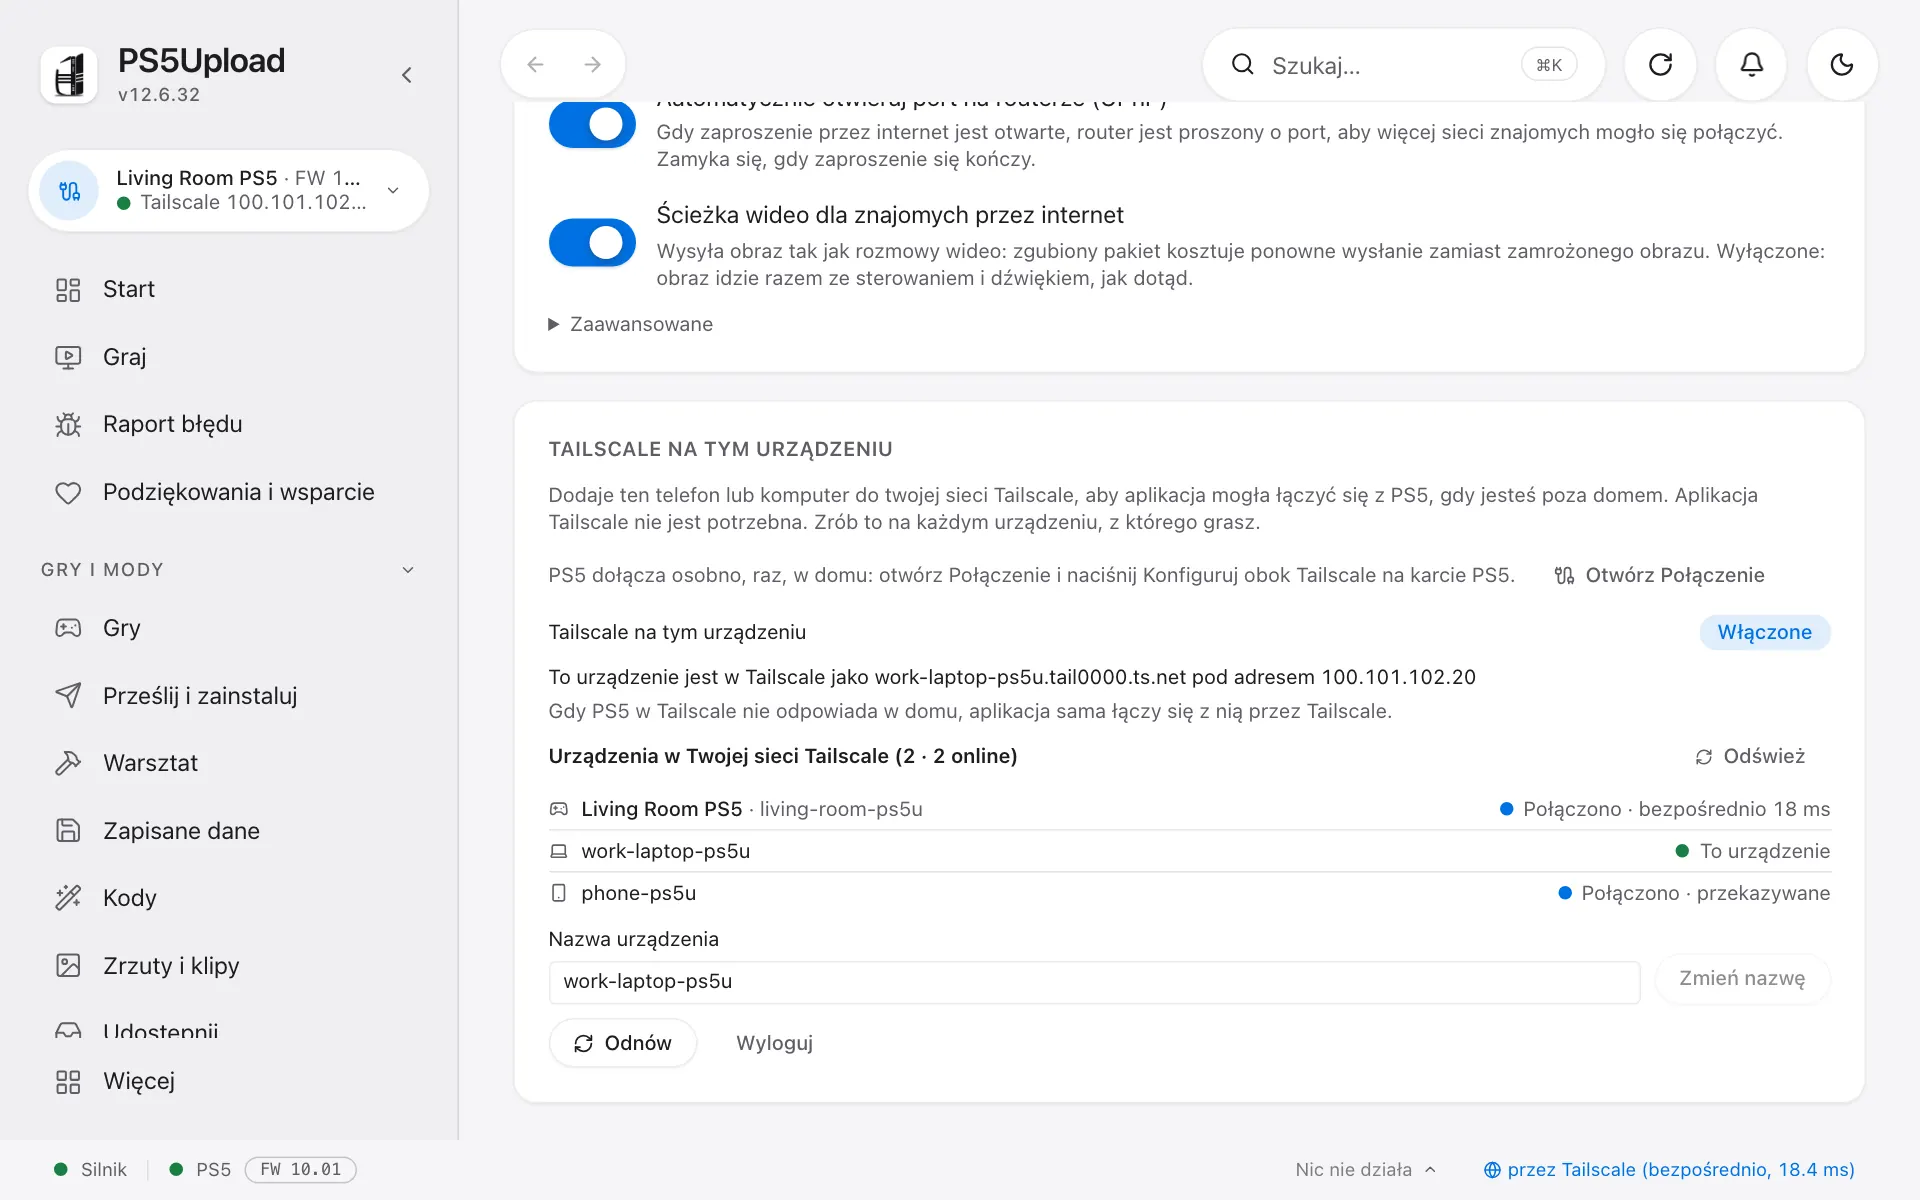 PS5Upload
v12.6.32
Living Room PS5 · FW 1...
Tailscale 100.101.102...
Start
Graj
Raport błędu
Podziękowania i wsparcie
GRY I MODY
Gry
Prześlij i zainstaluj
Warsztat
Zapisane dane
Kody
Zrzuty i klipy
Udostępnij
Więcej
Szukaj...
⌘K
Automatycznie otwieraj port na routerze (UPnP)
Gdy zaproszenie przez internet jest otwarte, router jest proszony o port, aby więcej sieci znajomych mogło się połączyć.
Zamyka się, gdy zaproszenie się kończy.
Ścieżka wideo dla znajomych przez internet
Wysyła obraz tak jak rozmowy wideo: zgubiony pakiet kosztuje ponowne wysłanie zamiast zamrożonego obrazu. Wyłączone:
obraz idzie razem ze sterowaniem i dźwiękiem, jak dotąd.
Zaawansowane
TAILSCALE NA TYM URZĄDZENIU
Dodaje ten telefon lub komputer do twojej sieci Tailscale, aby aplikacja mogła łączyć się z PS5, gdy jesteś poza domem. Aplikacja
Tailscale nie jest potrzebna. Zrób to na każdym urządzeniu, z którego grasz.
PS5 dołącza osobno, raz, w domu: otwórz Połączenie i naciśnij Konfiguruj obok Tailscale na karcie PS5.
Otwórz Połączenie
Tailscale na tym urządzeniu
Włączone
To urządzenie jest w Tailscale jako work-laptop-ps5u.tail0000.ts.net pod adresem 100.101.102.20
Gdy PS5 w Tailscale nie odpowiada w domu, aplikacja sama łączy się z nią przez Tailscale.
Urządzenia w Twojej sieci Tailscale (2 · 2 online)
Odśwież
Living Room PS5 · living-room-ps5u
Połączono · bezpośrednio 18 ms
work-laptop-ps5u
To urządzenie
phone-ps5u
Połączono · przekazywane
Nazwa urządzenia
work-laptop-ps5u
Zmień nazwę
Odnów
Wyloguj
Silnik
PS5
FW 10.01
Nic nie działa
przez Tailscale (bezpośrednio, 18.4 ms)